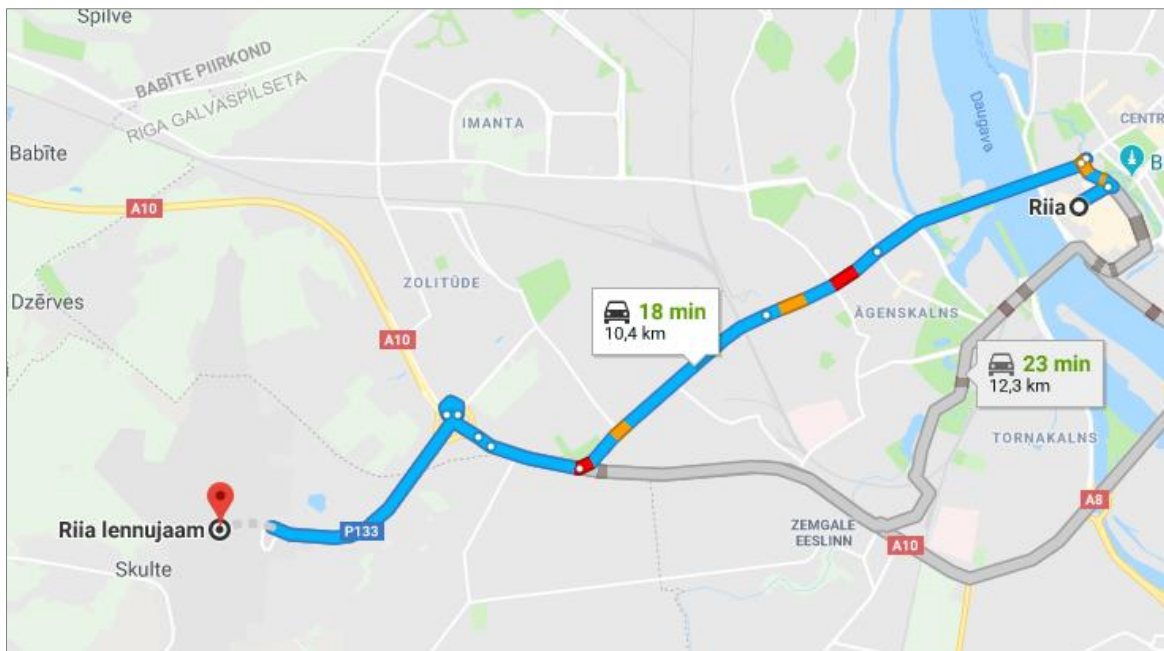 Spilve
BABĪTE PIIRKOND
RIGA GALVASPILSETA
Babīte
IMANTA
Daugava
CENTR
B
Riia
A10
ZOLITŪDE
Dzērves
A10
18 min
10,4 km
ĀGENSKALNS
23 min
12,3 km
TORŅAKALNS
A8
Riia lennujaam
P133
ZEMGALE
EESLINN
A10
Skulte